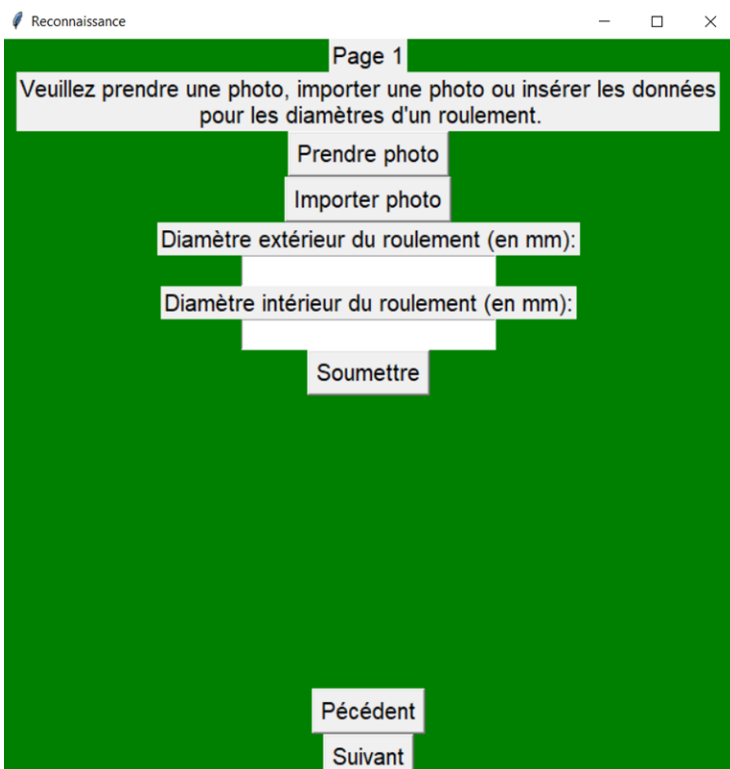 Reconnaissance
Page 1
Veuillez prendre une photo, importer une photo ou insérer les données
pour les diamètres d'un roulement.
Prendre photo
Importer photo
Diamètre extérieur du roulement (en mm):
Diamètre intérieur du roulement (en mm):
Soumettre
Pécédent
Suivant